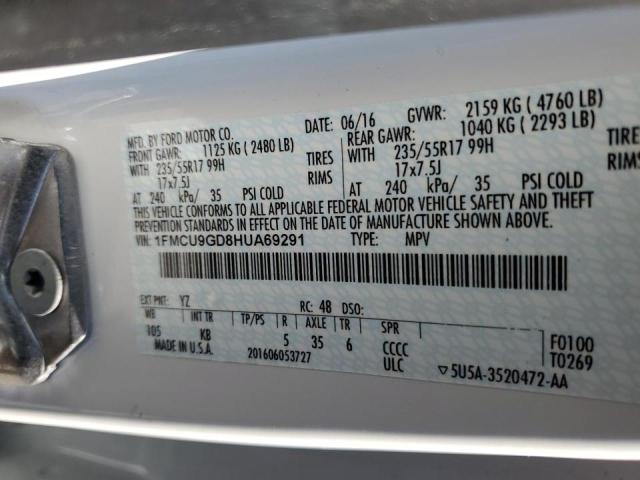 MFD. BY FORD MOTOR CO. DATE: 06/16 GVWR: 2159 KG ( 4760 LB)
FRONT GAWR: 1125 KG ( 2480 LB) REAR GAWR: 1040 KG ( 2293 LB)
WITH 235/55R17 99H TIRES WITH 235/55R17 99H TIRES
17x7.5J RIMS 17x7.5J RIMS
AT 240 kPa/ 35 PSI COLD AT 240 kPa/ 35 PSI COLD
THIS VEHICLE CONFORMS TO ALL APPLICABLE FEDERAL MOTOR VEHICLE SAFETY AND THEFT
PREVENTION STANDARDS IN EFFECT ON THE DATE OF MANUFACTURE SHOWN ABOVE.
VIN: 1FMCU9GD8HUA69291 TYPE: MPV
EXT PNT: YZ RC: 48 DSO:
WB INT TR TP/PS R AXLE TR SPR
105 KB 5 35 6 CCCC F0100
MADE IN U.S.A. 201606053727 ULC ▽5U5A-3520472-AA T0269